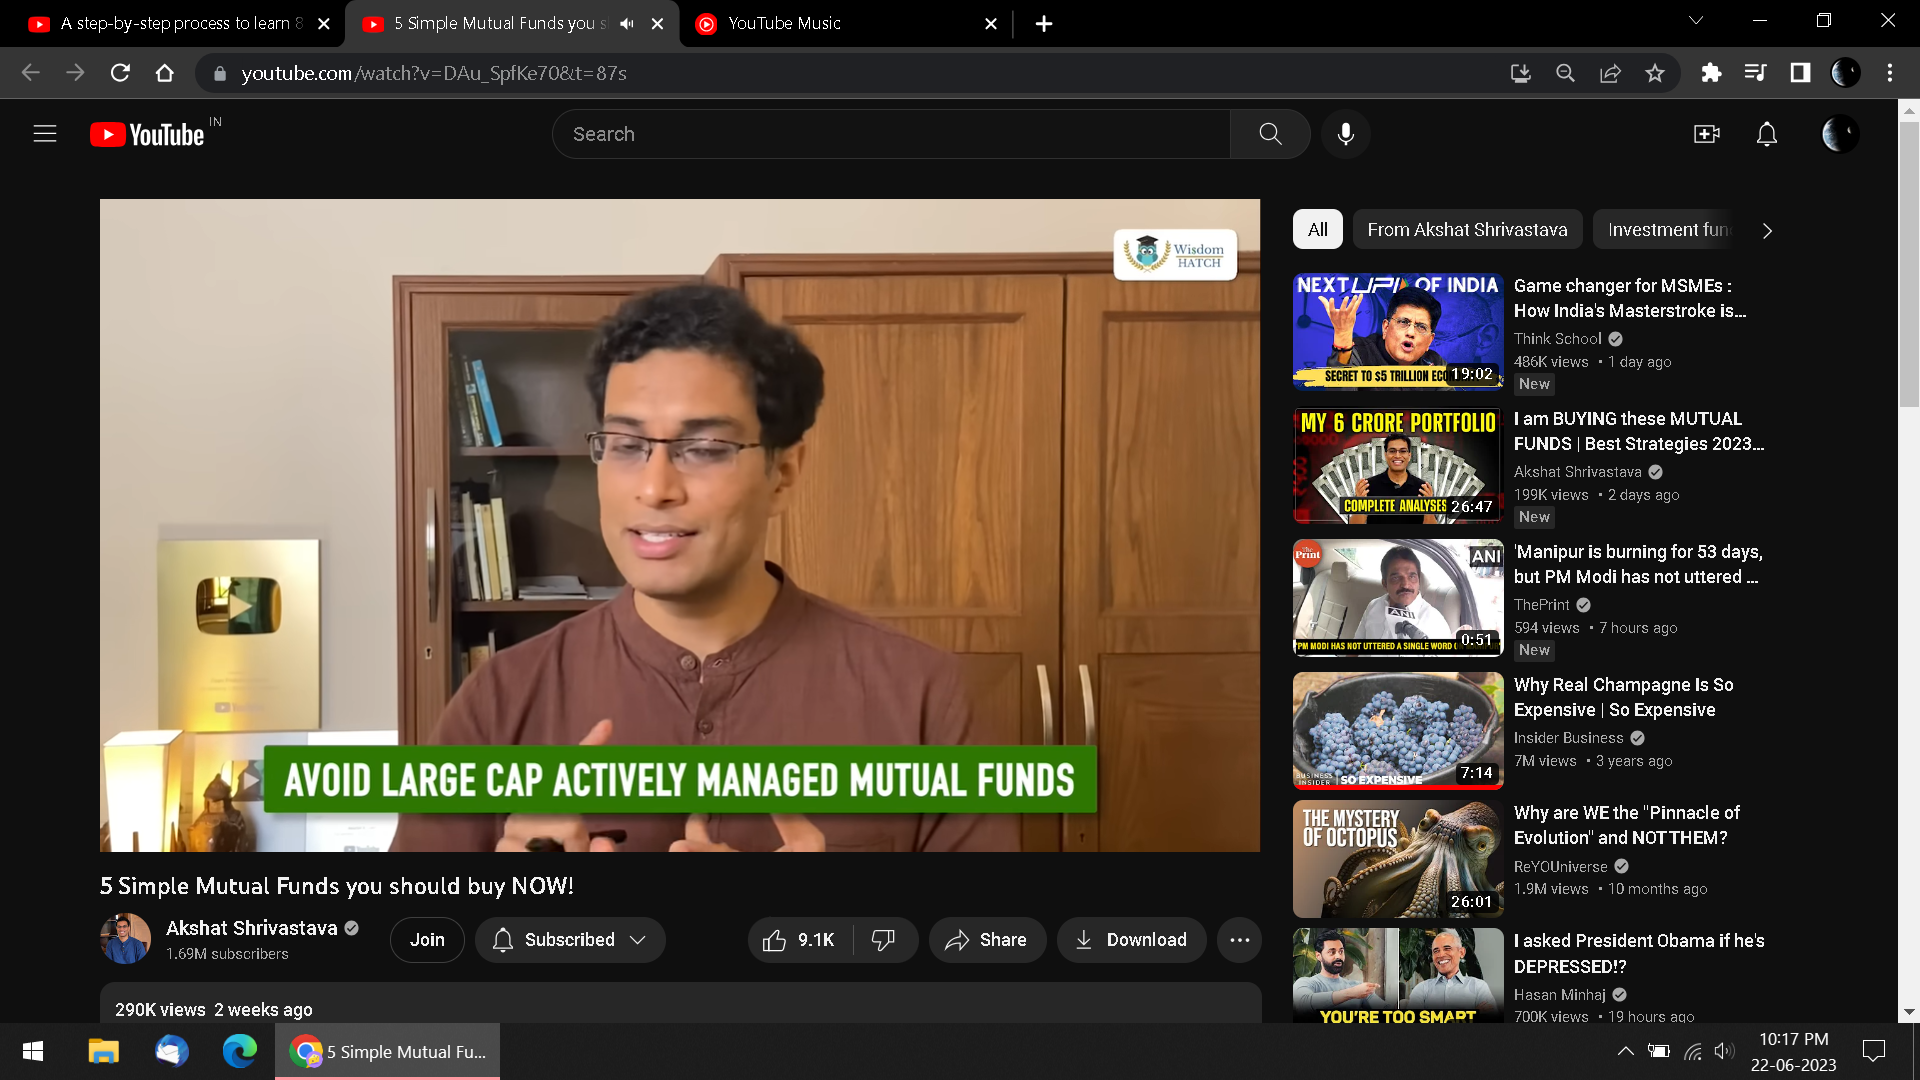 A step-by-step process to learn 8
5 Simple Mutual Funds you s
YouTube Music
youtube.com/watch?v=DAu_SpfKe70&t=87s
YouTube IN
Search
Wisdom
HATCH
AVOID LARGE CAP ACTIVELY MANAGED MUTUAL FUNDS
5 Simple Mutual Funds you should buy NOW!
Akshat Shrivastava
1.69M subscribers
Join
Subscribed
9.1K
Share
Download
290K views 2 weeks ago
All
From Akshat Shrivastava
Investment fun
NEXT UPI OF INDIA
SECRET TO $5 TRILLION ECO
19:02
Game changer for MSMEs :
How India's Masterstroke is...
Think School
486K views • 1 day ago
New
MY 6 CRORE PORTFOLIO
COMPLETE ANALYSES
26:47
I am BUYING these MUTUAL
FUNDS | Best Strategies 2023...
Akshat Shrivastava
199K views • 2 days ago
New
The
Print
ANI
ANI
'PM MODI HAS NOT UTTERED A SINGLE WORD
0:51
'Manipur is burning for 53 days,
but PM Modi has not uttered ...
ThePrint
594 views • 7 hours ago
New
BUSINESS
INSIDER
SO EXPENSIVE
7:14
Why Real Champagne Is So
Expensive | So Expensive
Insider Business
7M views • 3 years ago
THE MYSTERY
OF OCTOPUS
26:01
Why are WE the "Pinnacle of
Evolution" and NOT THEM?
ReYOUniverse
1.9M views • 10 months ago
YOU'RE TOO SMART
I asked President Obama if he's
DEPRESSED!?
Hasan Minhaj
700K views • 19 hours ago
5 Simple Mutual Fu...
10:17 PM
22-06-2023